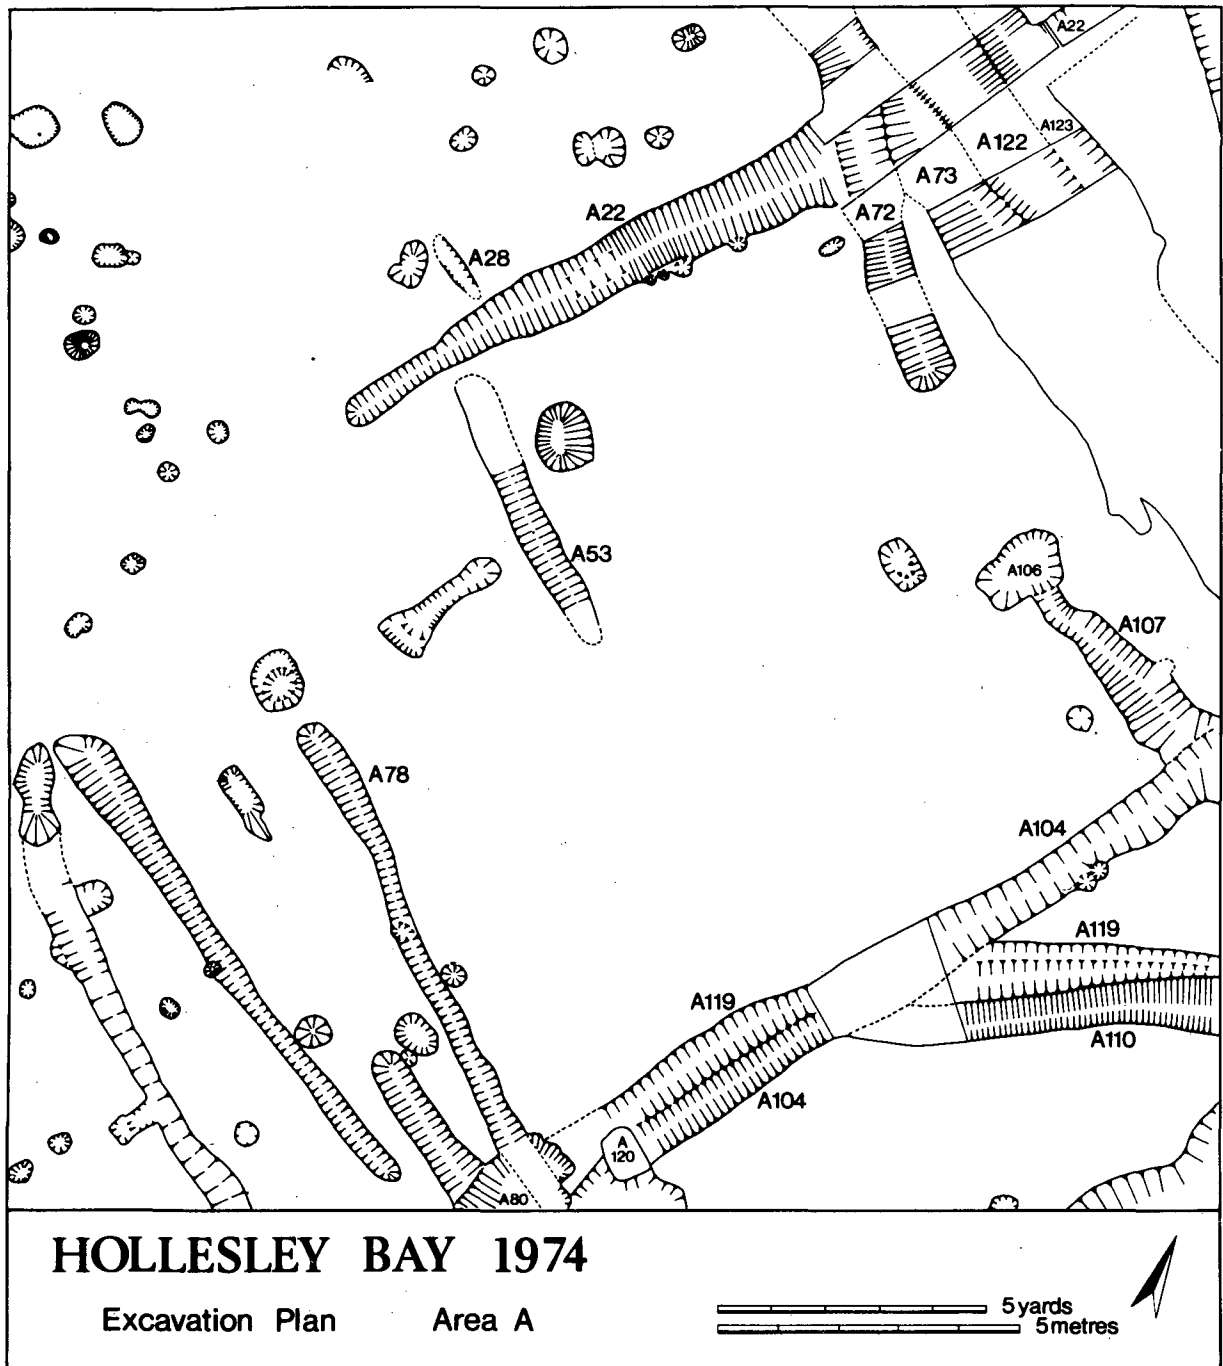 A22
A123
A122
A73
A22
A72
A28
A53
A106
A107
A78
A104
A119
A119
A110
A104
A
120
A80
HOLLESLEY BAY 1974
Excavation Plan Area A
5 yards
5 metres